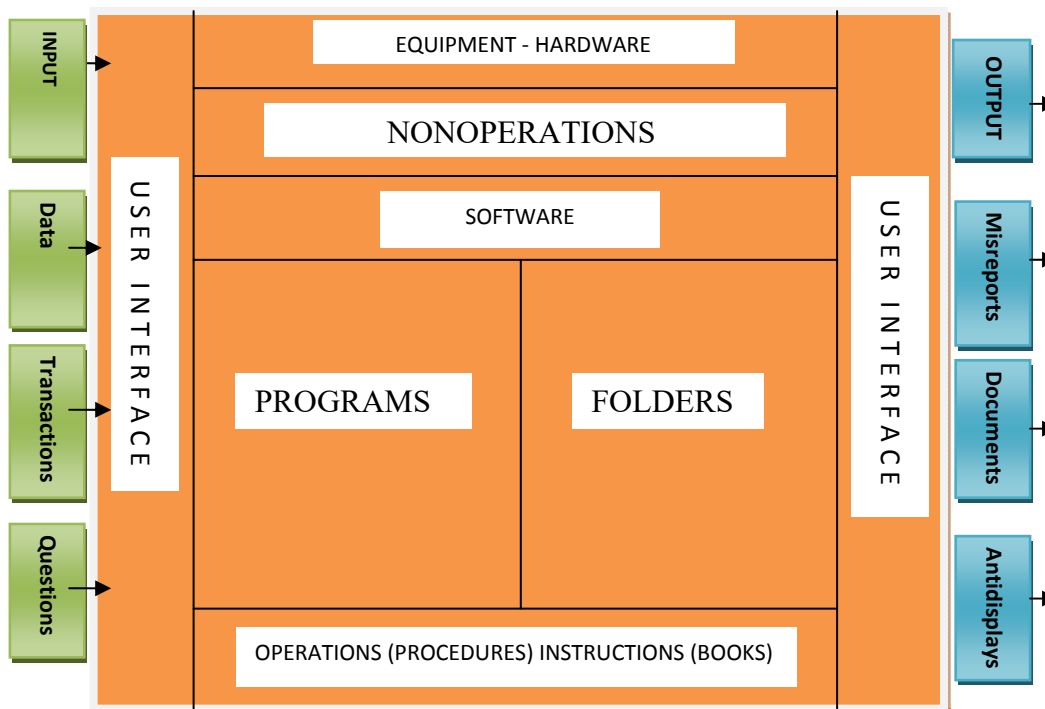 INPUT
Data
Transactions
Questions
USER INTERFACE
EQUIPMENT - HARDWARE
NONOPERATIONS
SOFTWARE
PROGRAMS
FOLDERS
OPERATIONS (PROCEDURES) INSTRUCTIONS (BOOKS)
USER INTERFACE
OUTPUT
Misreports
Documents
Antidisplays